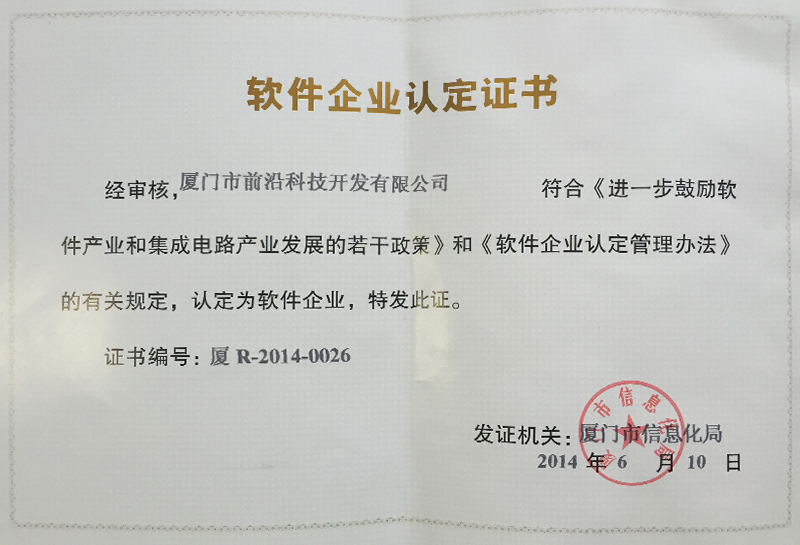 软件企业认定证书
经审核,厦门市前沿科技开发有限公司 符合《进一步鼓励软
件产业和集成电路产业发展的若干政策》和《软件企业认定管理办法》
的有关规定，认定为软件企业，特发此证。
证书编号：厦 R-2014-0026
发证机关：厦门市信息化局
2014 年 6 月 10 日
厦门市信息化局